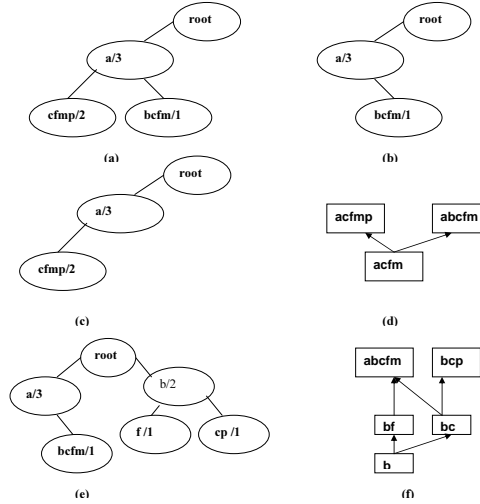 root
a/3
cfmp/2
bcfm/1
(a)
root
a/3
bcfm/1
(b)
root
a/3
cfmp/2
(c)
acfmp
abcfm
acfm
(d)
root
a/3
b/2
bcfm/1
f /1
cp /1
(e)
abcfm
bcp
bf
bc
b
(f)